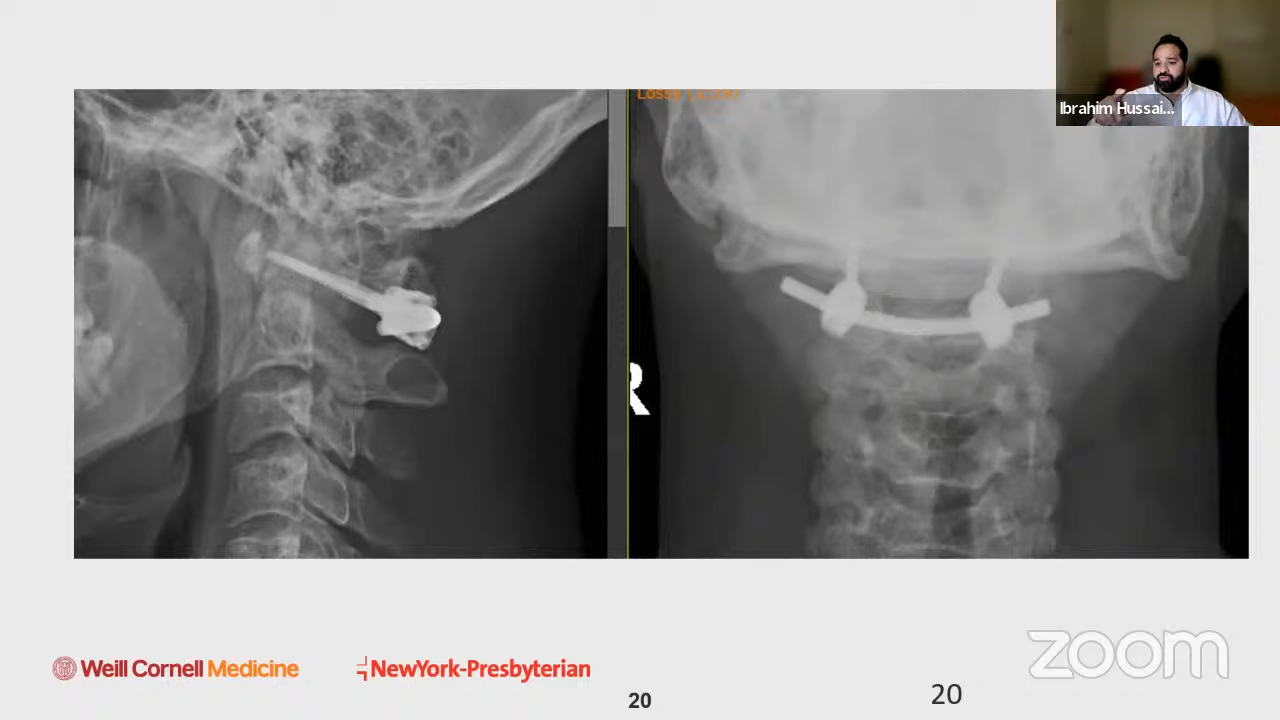 Ibrahim Hussai...
R
Weill Cornell Medicine
NewYork-Presbyterian
20
20
zoom